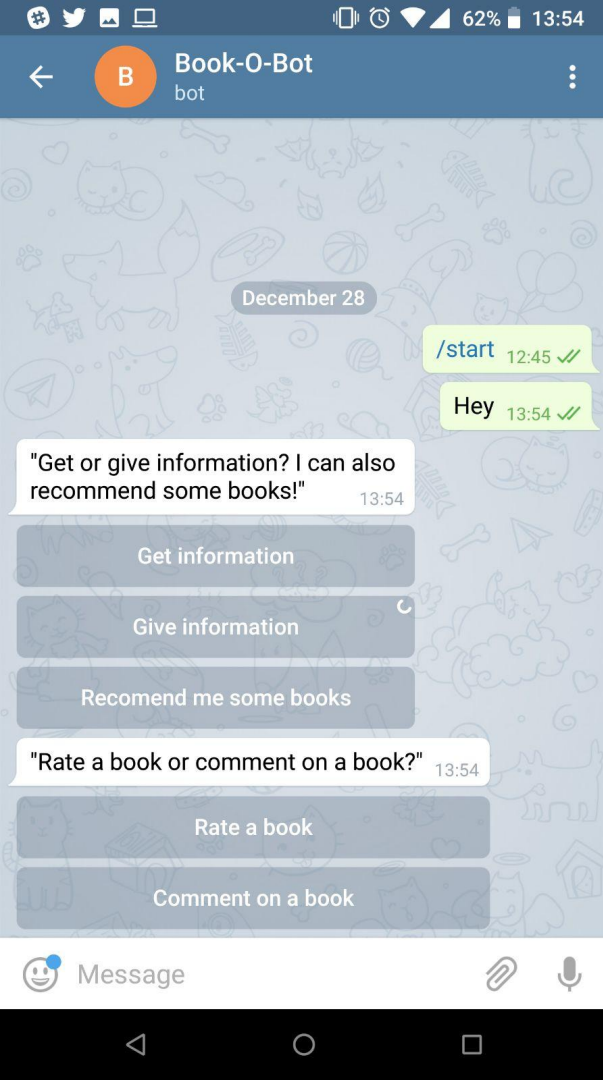 62% 13:54
B
Book-O-Bot
bot
December 28
/start 12:45
Hey 13:54
"Get or give information? I can also
recommend some books!" 13:54
Get information
Give information
Recomend me some books
"Rate a book or comment on a book?" 13:54
Rate a book
Comment on a book
Message